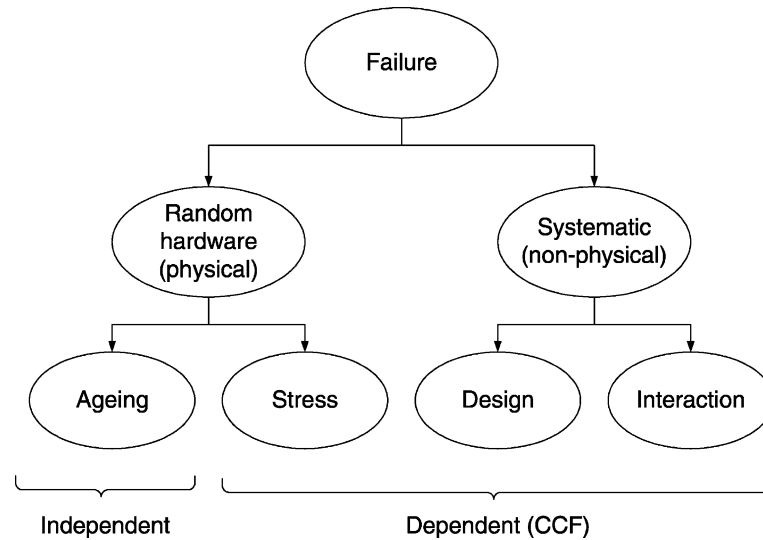 Failure
Random
hardware
(physical)
Systematic
(non-physical)
Ageing
Stress
Design
Interaction
Independent
Dependent (CCF)